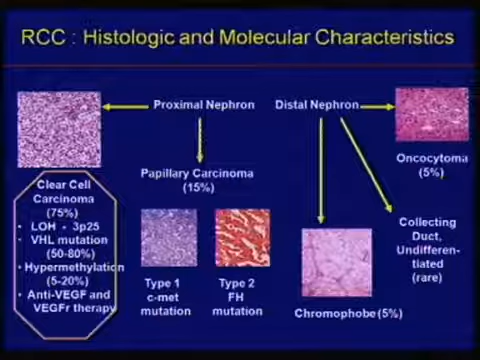 RCC : Histologic and Molecular Characteristics
Proximal Nephron
Distal Nephron
Oncocytoma
(5%)
Papillary Carcinoma
(15%)
Clear Cell
Carcinoma
(75%)
• LOH - 3p25
• VHL mutation
(50-80%)
• Hypermethylation
(5-20%)
• Anti-VEGF and
VEGFr therapy
Type 1
c-met
mutation
Type 2
FH
mutation
Chromophobe (5%)
Collecting
Duct,
Undifferen-
tiated
(rare)